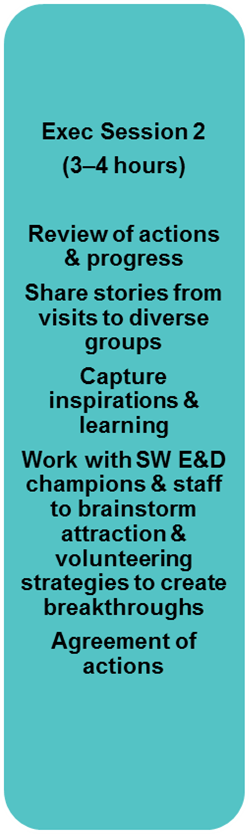 Exec Session 2
(3–4 hours)
Review of actions
& progress
Share stories from
visits to diverse
groups
Capture
inspirations &
learning
Work with SW E&D
champions & staff
to brainstorm
attraction &
volunteering
strategies to create
breakthroughs
Agreement of
actions